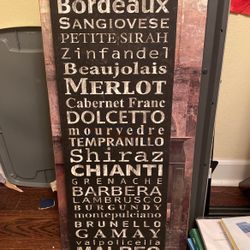 Bordeaux
SANGIOVESE
PETITE SIRAH
Zinfandel
Beaujolais
MERLOT
Cabernet Franc
DOLCETTO
mourvedre
TEMPRANILLO
Shiraz
CHIANTI
GRENACHE
BARBERA
LAMBRUSCO
BURGUNDY
montepulciano
BRUNELLO
GAMAY
valpolicella
MALBEC